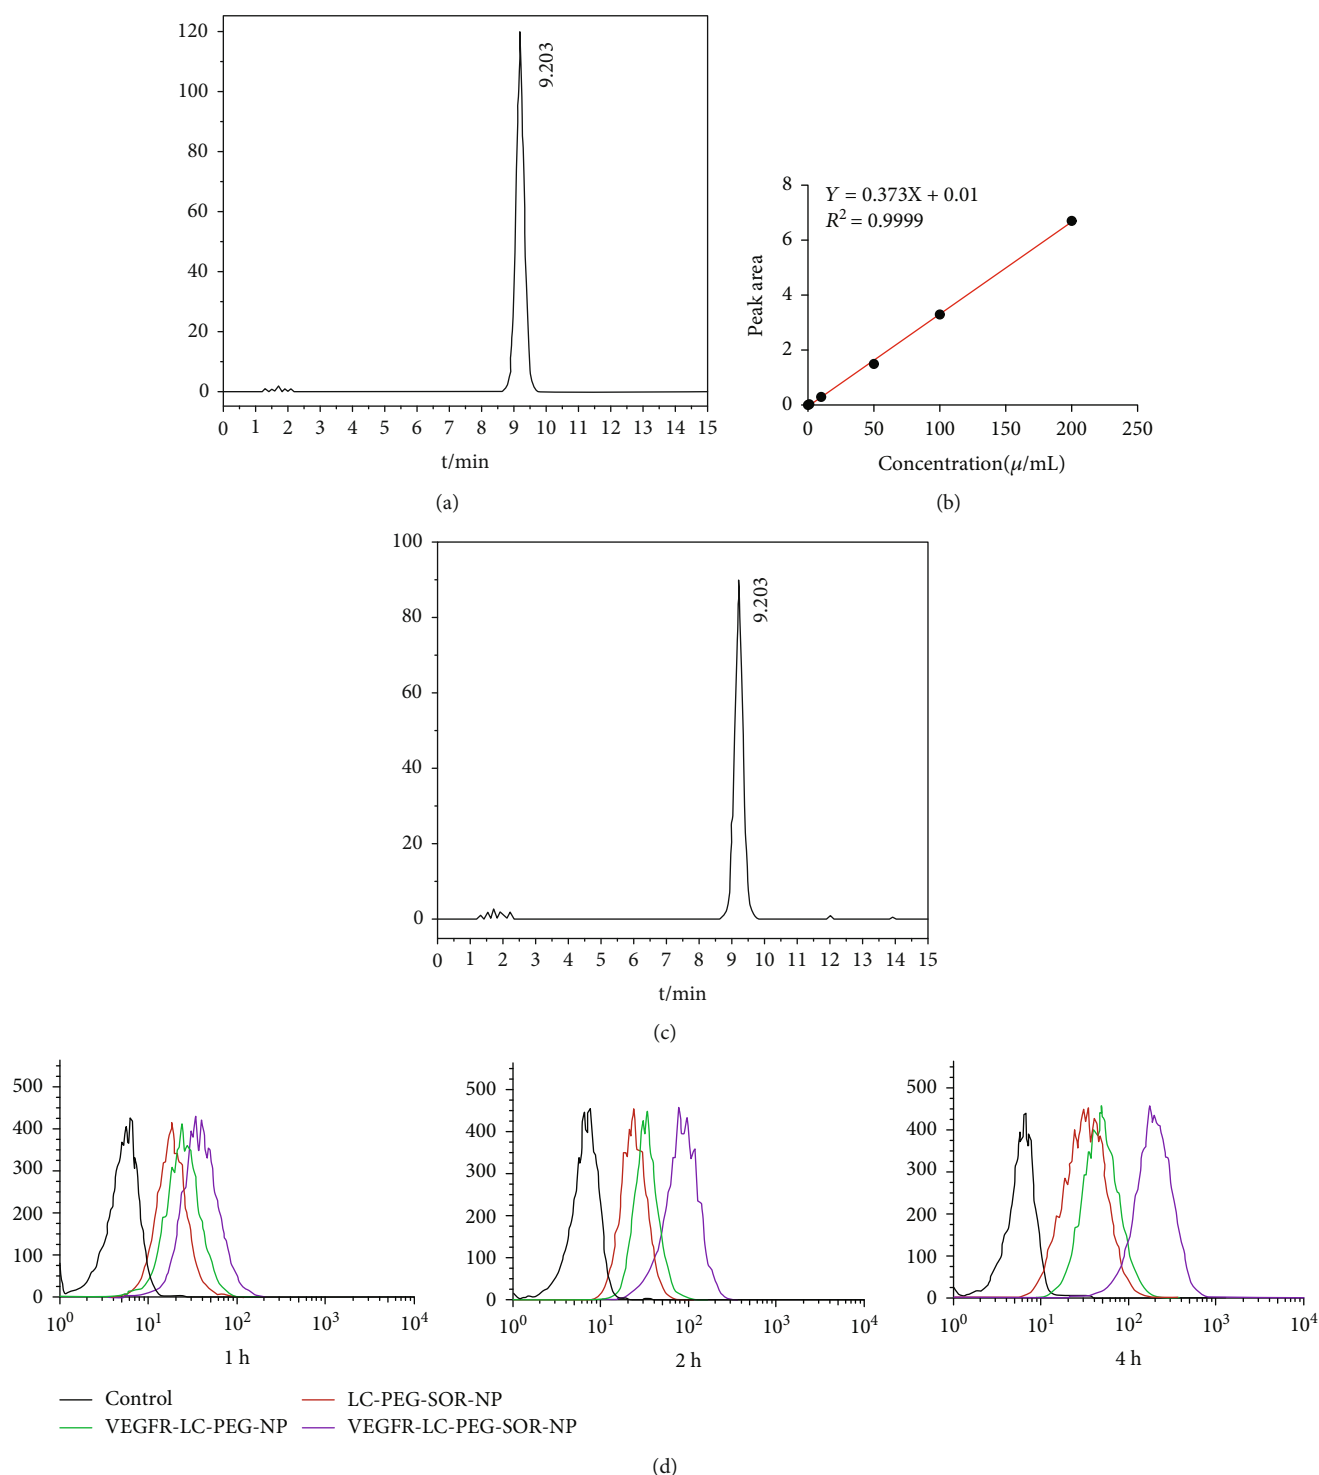 120
100
80
60
40
20
0
9.203
0 1 2 3 4 5 6 7 8 9 10 11 12 13 14 15
t/min
(a)
8
6
4
2
0
Y = 0.373X + 0.01
R² = 0.9999
Peak area
0 50 100 150 200 250
Concentration(μ/mL)
(b)
100
80
60
40
20
0
9.203
0 1 2 3 4 5 6 7 8 9 10 11 12 13 14 15
t/min
(c)
500
400
300
200
100
0
10⁰ 10¹ 10² 10³ 10⁴
1 h
500
400
300
200
100
0
10⁰ 10¹ 10² 10³ 10⁴
2 h
500
400
300
200
100
0
10⁰ 10¹ 10² 10³ 10⁴
4 h
Control LC-PEG-SOR-NP
VEGFR-LC-PEG-NP VEGFR-LC-PEG-SOR-NP
(d)